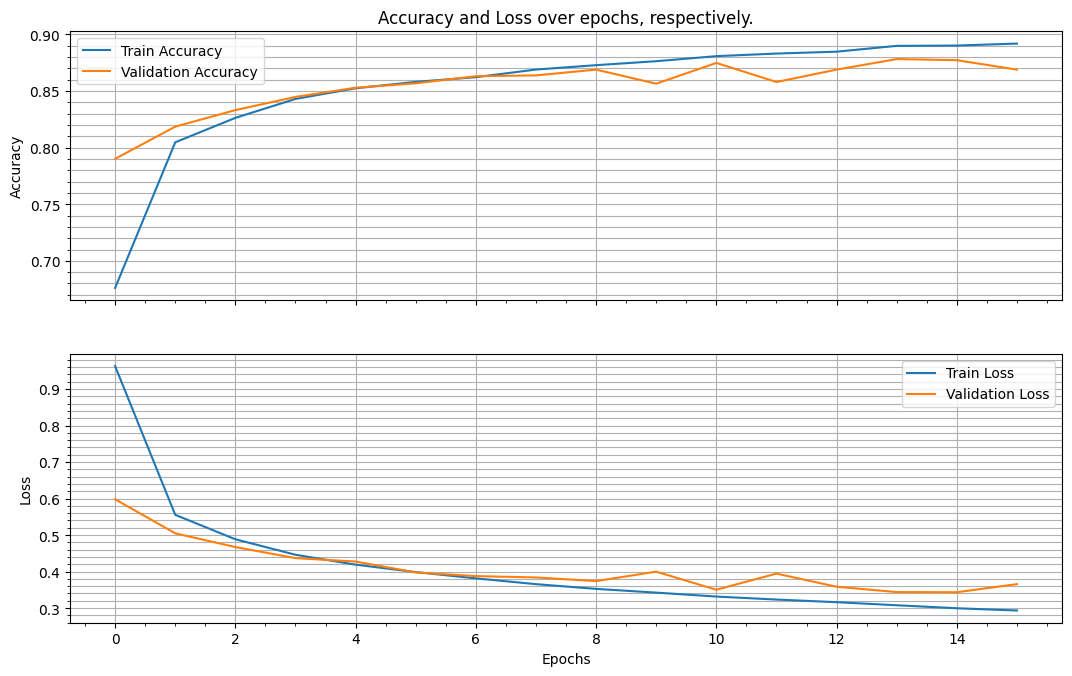 Accuracy and Loss over epochs, respectively.
0.90
0.85
0.80
0.75
0.70
Accuracy
Train Accuracy
Validation Accuracy
0.9
0.8
0.7
0.6
0.5
0.4
0.3
Loss
Train Loss
Validation Loss
0 2 4 6 8 10 12 14
Epochs